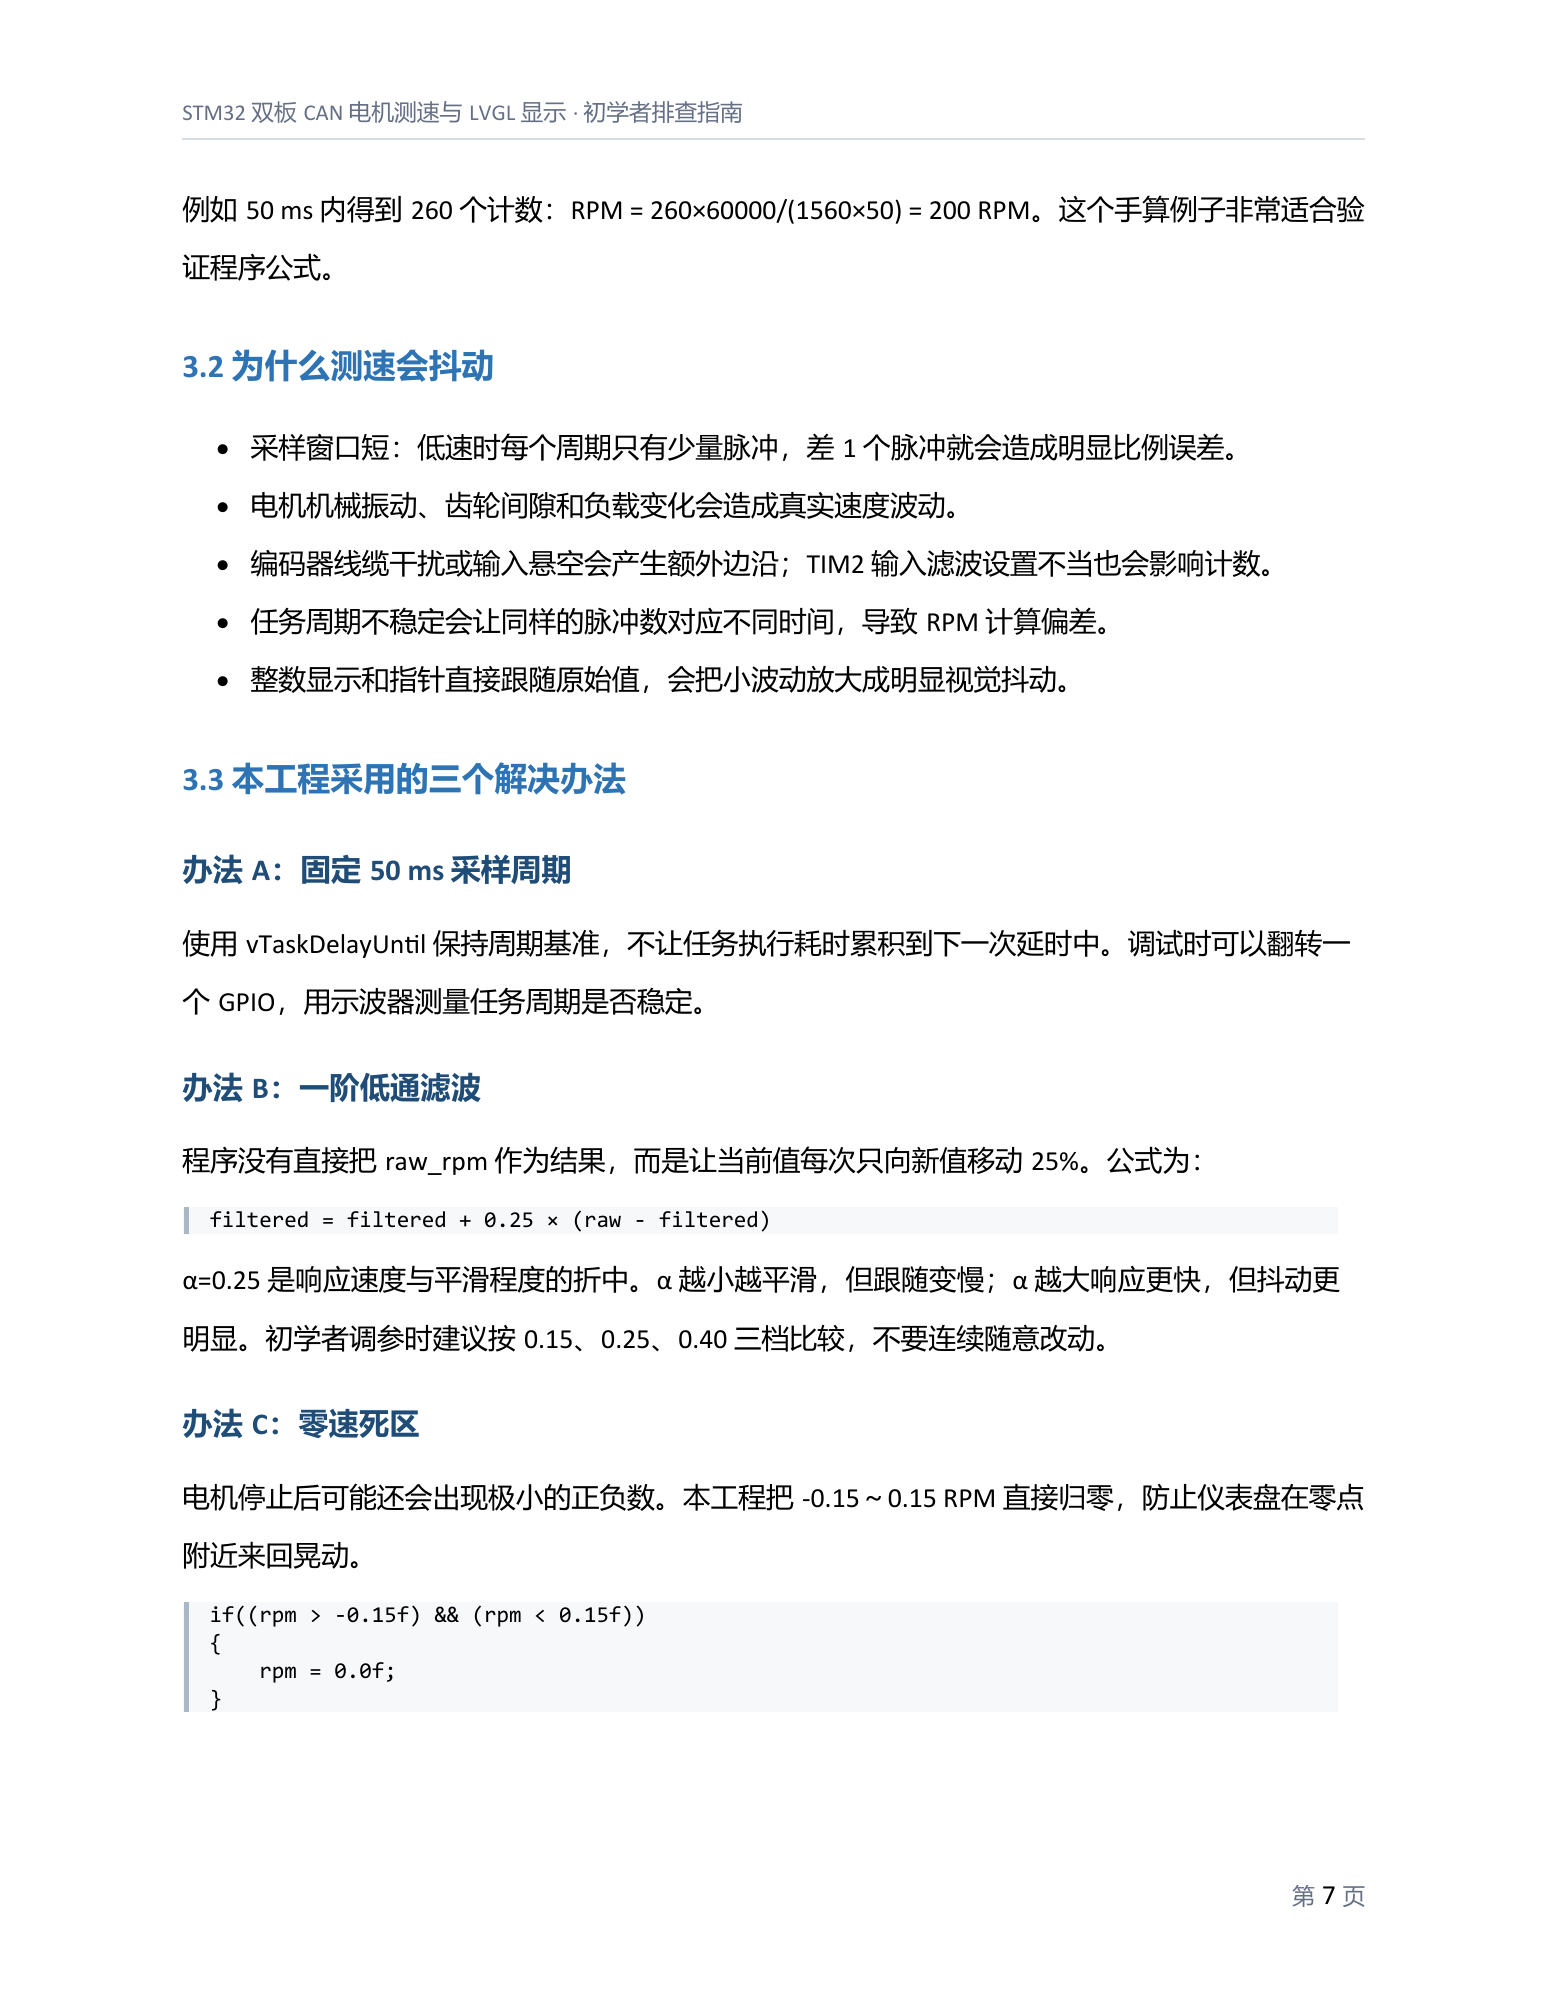 STM32 双板 CAN 电机测速与 LVGL 显示 · 初学者排查指南
例如 50 ms 内得到 260 个计数：RPM = 260×60000/(1560×50) = 200 RPM。这个手算例子非常适合验
证程序公式。
3.2 为什么测速会抖动
• 采样窗口短：低速时每个周期只有少量脉冲，差 1 个脉冲就会造成明显比例误差。
• 电机机械振动、齿轮间隙和负载变化会造成真实速度波动。
• 编码器线缆干扰或输入悬空会产生额外边沿；TIM2 输入滤波设置不当也会影响计数。
• 任务周期不稳定会让同样的脉冲数对应不同时间，导致 RPM 计算偏差。
• 整数显示和指针直接跟随原始值，会把小波动放大成明显视觉抖动。
3.3 本工程采用的三个解决办法
办法 A：固定 50 ms 采样周期
使用 vTaskDelayUntil 保持周期基准，不让任务执行耗时累积到下一次延时中。调试时可以翻转一
个 GPIO，用示波器测量任务周期是否稳定。
办法 B：一阶低通滤波
程序没有直接把 raw_rpm 作为结果，而是让当前值每次只向新值移动 25%。公式为：
filtered = filtered + 0.25 × (raw - filtered)
α=0.25 是响应速度与平滑程度的折中。α 越小越平滑，但跟随变慢；α 越大响应更快，但抖动更
明显。初学者调参时建议按 0.15、0.25、0.40 三档比较，不要连续随意改动。
办法 C：零速死区
电机停止后可能还会出现极小的正负数。本工程把 -0.15 ~ 0.15 RPM 直接归零，防止仪表盘在零点
附近来回晃动。
if((rpm > -0.15f) && (rpm < 0.15f))
{
    rpm = 0.0f;
}
第 7 页